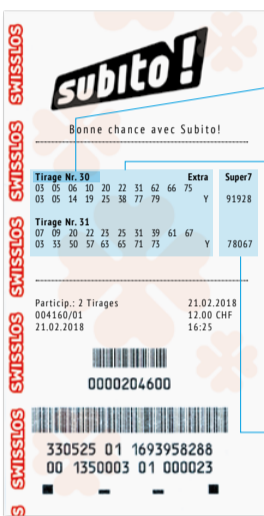 subito!
Bonne chance avec Subito!
Tirage Nr. 30 Extra Super7
03 05 06 10 20 22 31 62 66 75
03 05 14 19 25 38 77 79 Y 91928
Tirage Nr. 31
07 09 20 22 23 25 31 39 61 67
03 33 50 57 63 65 71 73 Y 78067
Particip.: 2 Tirages 21.02.2018
004160/01 12.00 CHF
21.02.2018 16:25
0000204600
330525 01 1693958288
00 1350003 01 000023
SWISSLOS
SWISSLOS
SWISSLOS
SWISSLOS
SWISSLOS
SWISSLOS